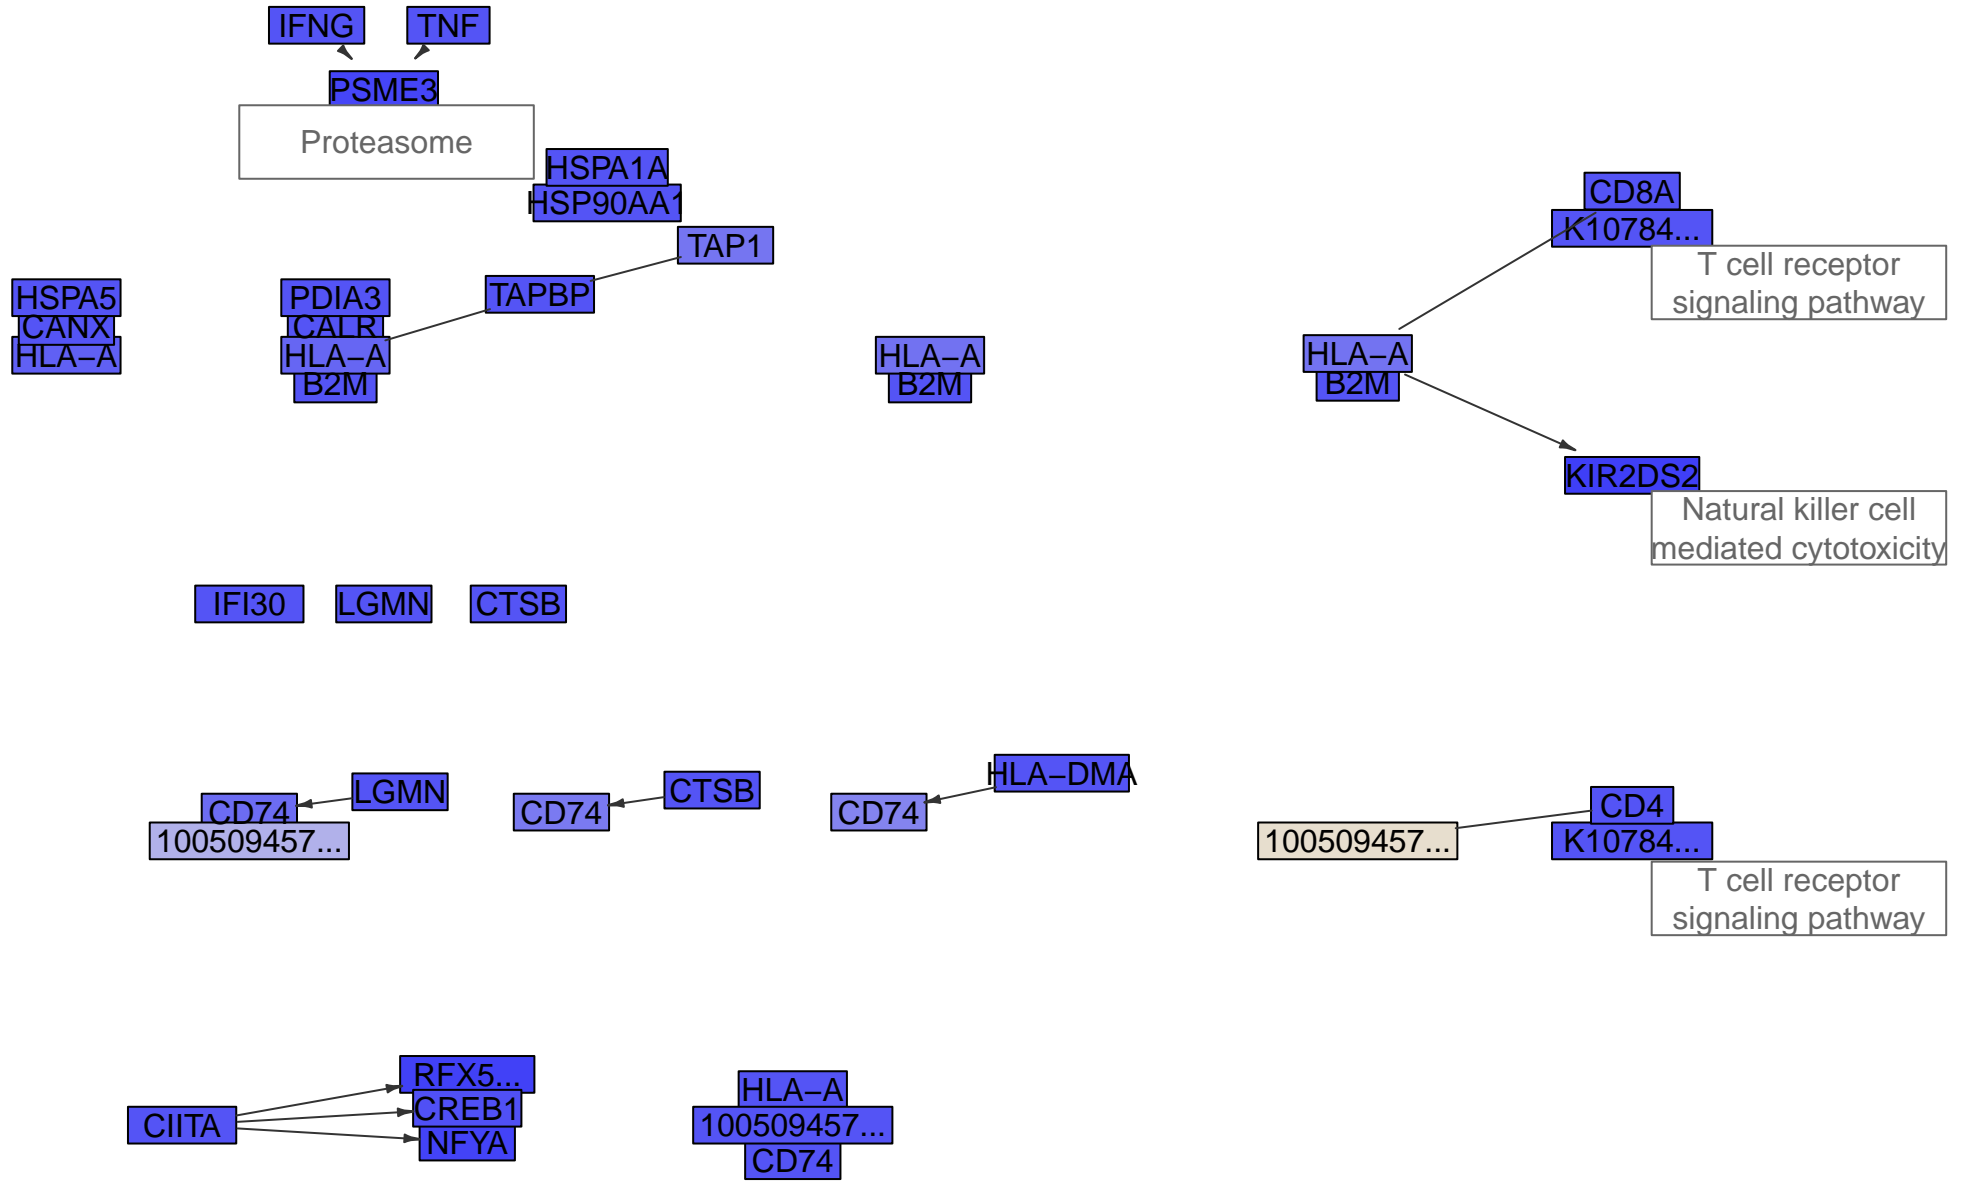 IFNG
TNF
PSME3
Proteasome
HSPA1A
HSP90AA1
TAP1
TAPBP
HSPA5
CANX
HLA−A
PDIA3
CALR
HLA−A
B2M
HLA−A
B2M
CD8A
K10784...
T cell receptor
signaling pathway
HLA−A
B2M
KIR2DS2
Natural killer cell
mediated cytotoxicity
IFI30
LGMN
CTSB
LGMN
CD74
100509457...
CTSB
CD74
HLA−DMA
CD74
CD4
100509457...
K10784...
T cell receptor
signaling pathway
CIITA
RFX5...
CREB1
NFYA
HLA−A
100509457...
CD74